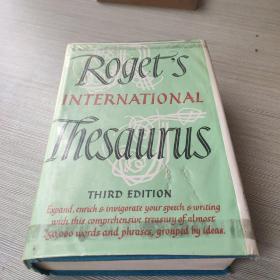 Roget's
INTERNATIONAL
Thesaurus
THIRD EDITION
Expand, enrich & invigorate your speech & writing
with this comprehensive treasury of almost
250,000 words and phrases, grouped by ideas.